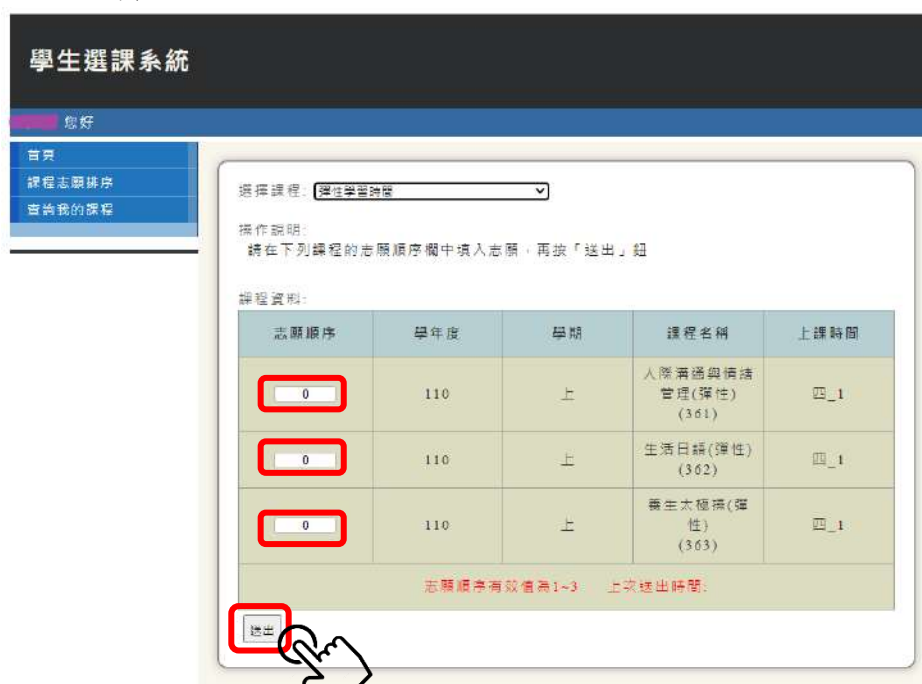 學生選課系統
您好
首頁
課程志願排序
查詢我的課程
選擇課程: 彈性學習時間
操作說明:
請在下列課程的志願順序欄中填入志願，再按「送出」鈕
課程資料:
志願順序 學年度 學期 課程名稱 上課時間
人際溝通與情緒
0 110 上 管理(彈性) 四_1
(361)
0 110 上 生活日語(彈性) 四_1
(362)
養生太極操(彈
0 110 上 性) 四_1
(363)
志願順序有效值為1~3 上次送出時間:
送出